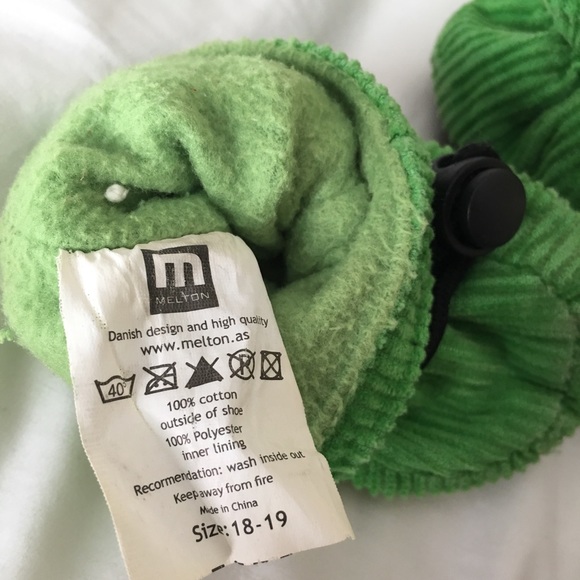 m
MELTON
Danish design and high quality
www.melton.as
40°
100% cotton
outside of shoe
100% Polyester
inner lining
Recormendation: wash inside out
Keep away from fire
Made in China
Size: 18-19